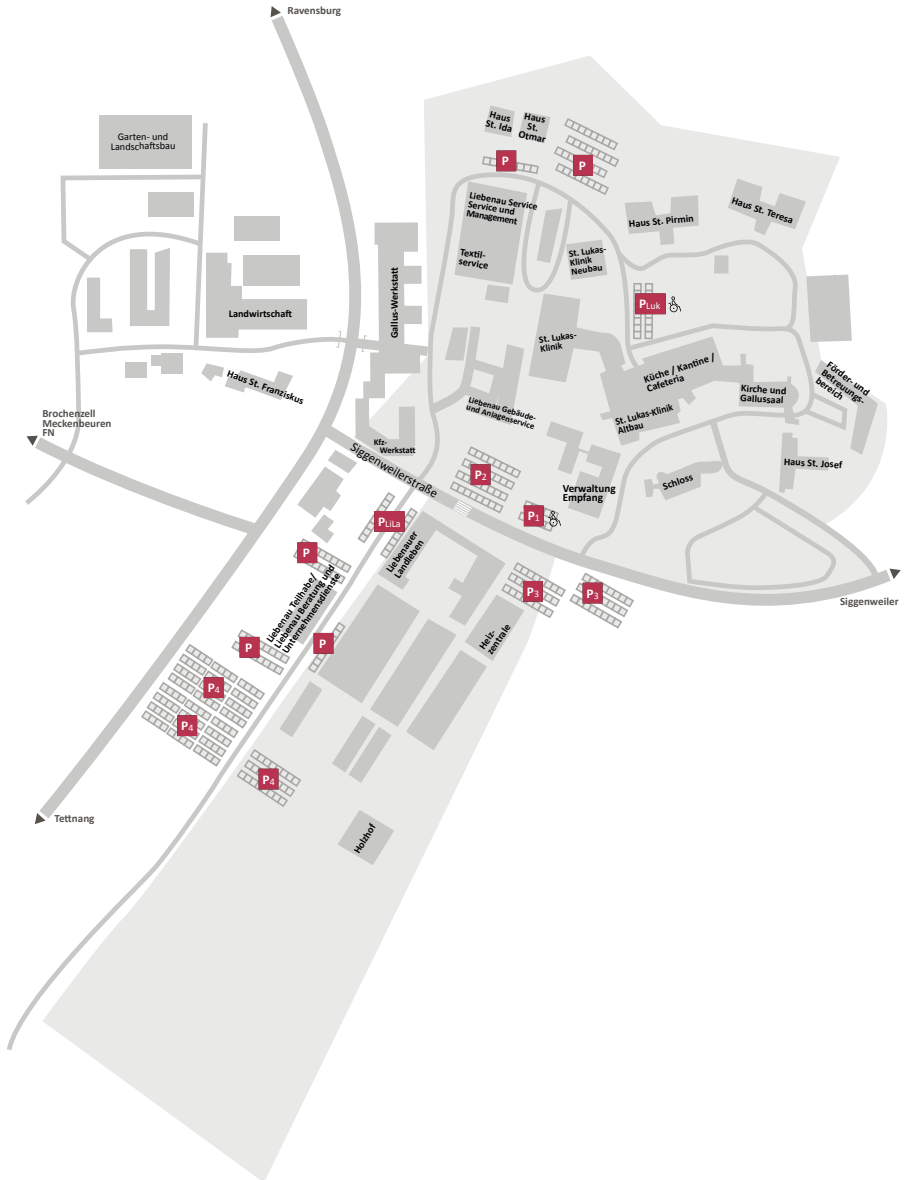 Ravensburg
Garten- und
Landschaftsbau
Haus
St. Ida
Haus
St.
Otmar
P
P
Liebenau Service
Service und
Management
Textil-
service
St. Lukas-
Klinik
Neubau
Haus St. Pirmin
Haus St. Teresa
PLuk
Landwirtschaft
Gallus-Werkstatt
St. Lukas-
Klinik
Küche / Kantine /
Cafeteria
Kirche und
Gallussaal
Förder- und
Betreuungs-
bereich
Haus St. Franziskus
Liebenau Gebäude-
und Anlagenservice
St. Lukas-Klinik
Altbau
Brochenzell
Meckenbeuren
FN
Kfz-
Werkstatt
Siggenweilerstraße
P2
Verwaltung
Empfang
Schloss
Haus St. Josef
P1
PLiLa
Liebenauer
Landleben
P
Liebenau Teilhabe/
Liebenau Beratung und
Unternehmensdienste
P3
P3
Siggenweiler
Heiz-
zentrale
P
P
P4
P4
P4
Tettnang
Holzhof